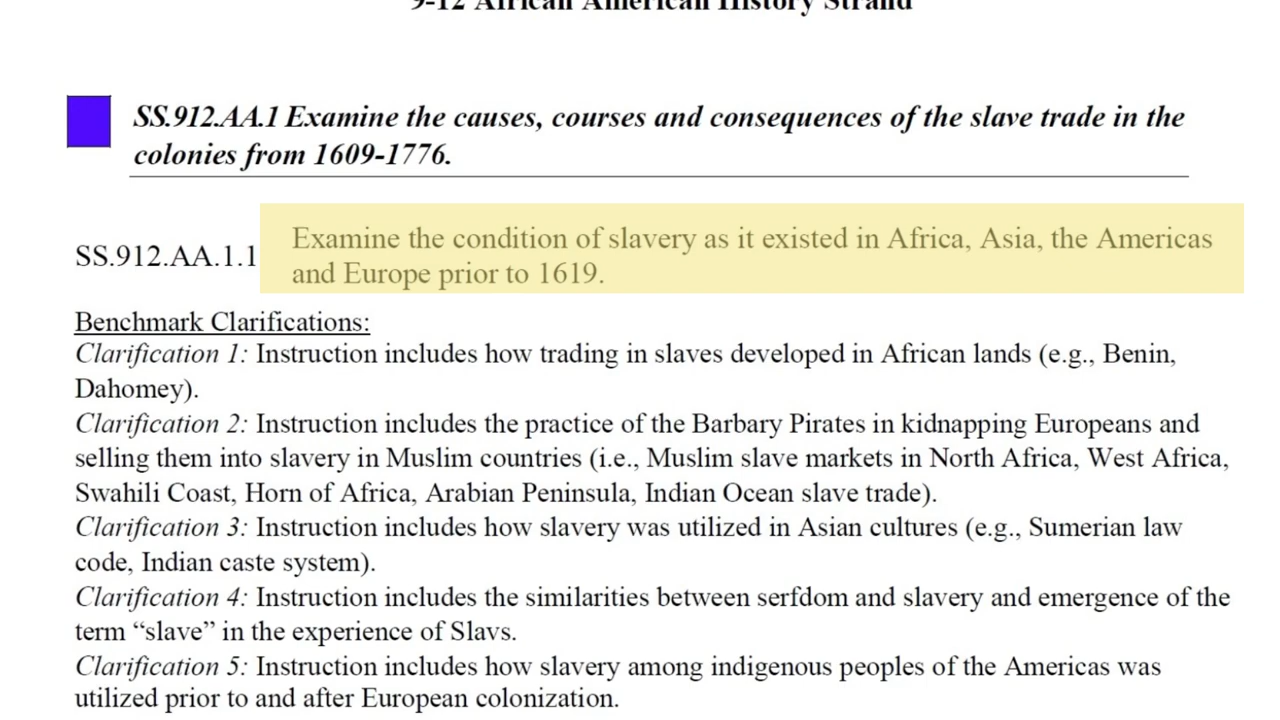 9-12 African American History Strand
SS.912.AA.1 Examine the causes, courses and consequences of the slave trade in the
colonies from 1609-1776.
SS.912.AA.1.1
Examine the condition of slavery as it existed in Africa, Asia, the Americas
and Europe prior to 1619.
Benchmark Clarifications:
Clarification 1: Instruction includes how trading in slaves developed in African lands (e.g., Benin,
Dahomey).
Clarification 2: Instruction includes the practice of the Barbary Pirates in kidnapping Europeans and
selling them into slavery in Muslim countries (i.e., Muslim slave markets in North Africa, West Africa,
Swahili Coast, Horn of Africa, Arabian Peninsula, Indian Ocean slave trade).
Clarification 3: Instruction includes how slavery was utilized in Asian cultures (e.g., Sumerian law
code, Indian caste system).
Clarification 4: Instruction includes the similarities between serfdom and slavery and emergence of the
term “slave” in the experience of Slavs.
Clarification 5: Instruction includes how slavery among indigenous peoples of the Americas was
utilized prior to and after European colonization.